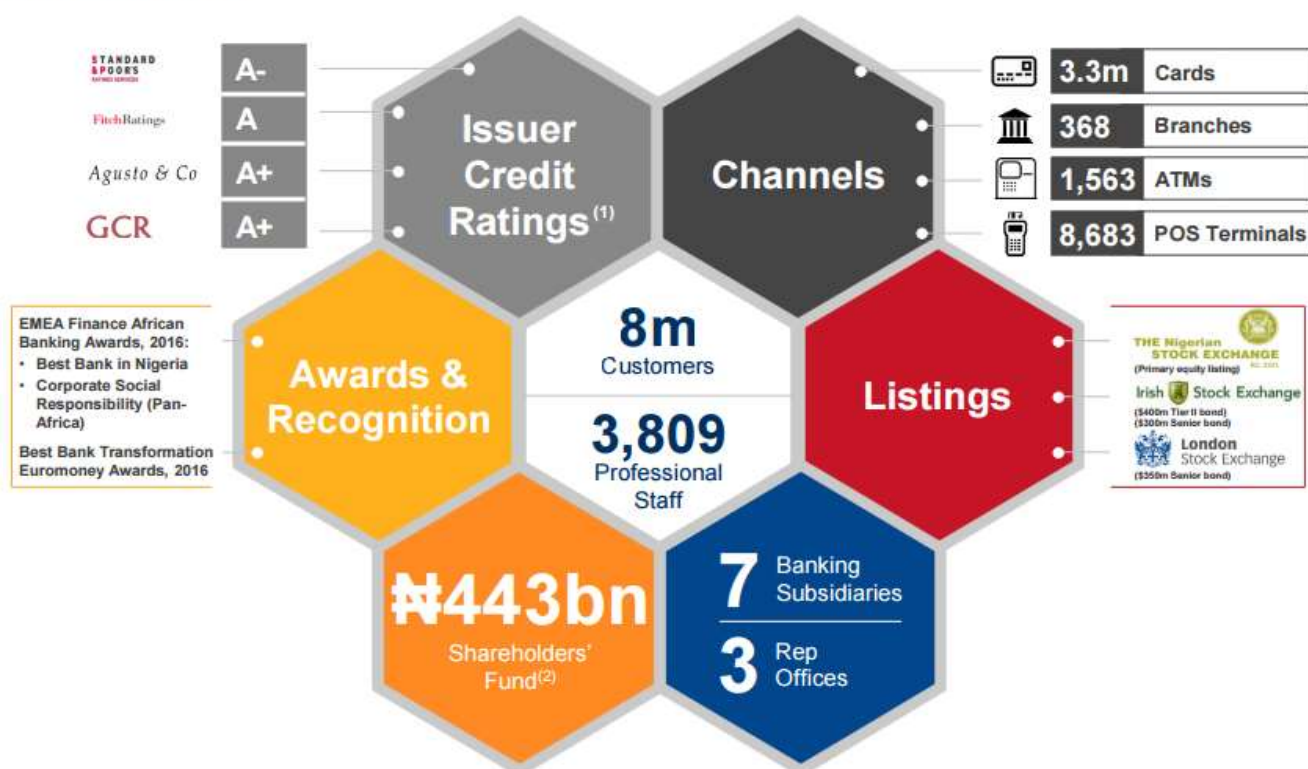 STANDARD
&POOR'S
RATINGS SERVICES
A-
FitchRatings
A
Agusto & Co
A+
GCR
A+
Issuer
Credit
Ratings(1)
Channels
3.3m Cards
368 Branches
1,563 ATMs
8,683 POS Terminals
EMEA Finance African
Banking Awards, 2016:
• Best Bank in Nigeria
• Corporate Social
Responsibility (Pan-
Africa)
Best Bank Transformation
Euromoney Awards, 2016
Awards &
Recognition
8m
Customers
3,809
Professional
Staff
Listings
THE Nigerian
STOCK EXCHANGE
(Primary equity listing)
Irish Stock Exchange
($400m Tier II bond)
($300m Senior bond)
London
Stock Exchange
($350m Senior bond)
₦443bn
Shareholders'
Fund(2)
7 Banking
Subsidiaries
3 Rep
Offices